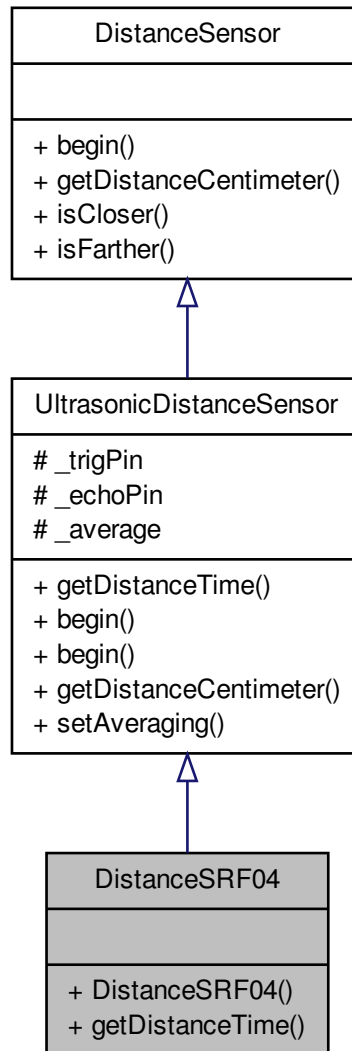 DistanceSensor
+ begin()
+ getDistanceCentimeter()
+ isCloser()
+ isFarther()
UltrasonicDistanceSensor
# _trigPin
# _echoPin
# _average
+ getDistanceTime()
+ begin()
+ begin()
+ getDistanceCentimeter()
+ setAveraging()
DistanceSRF04
+ DistanceSRF04()
+ getDistanceTime()